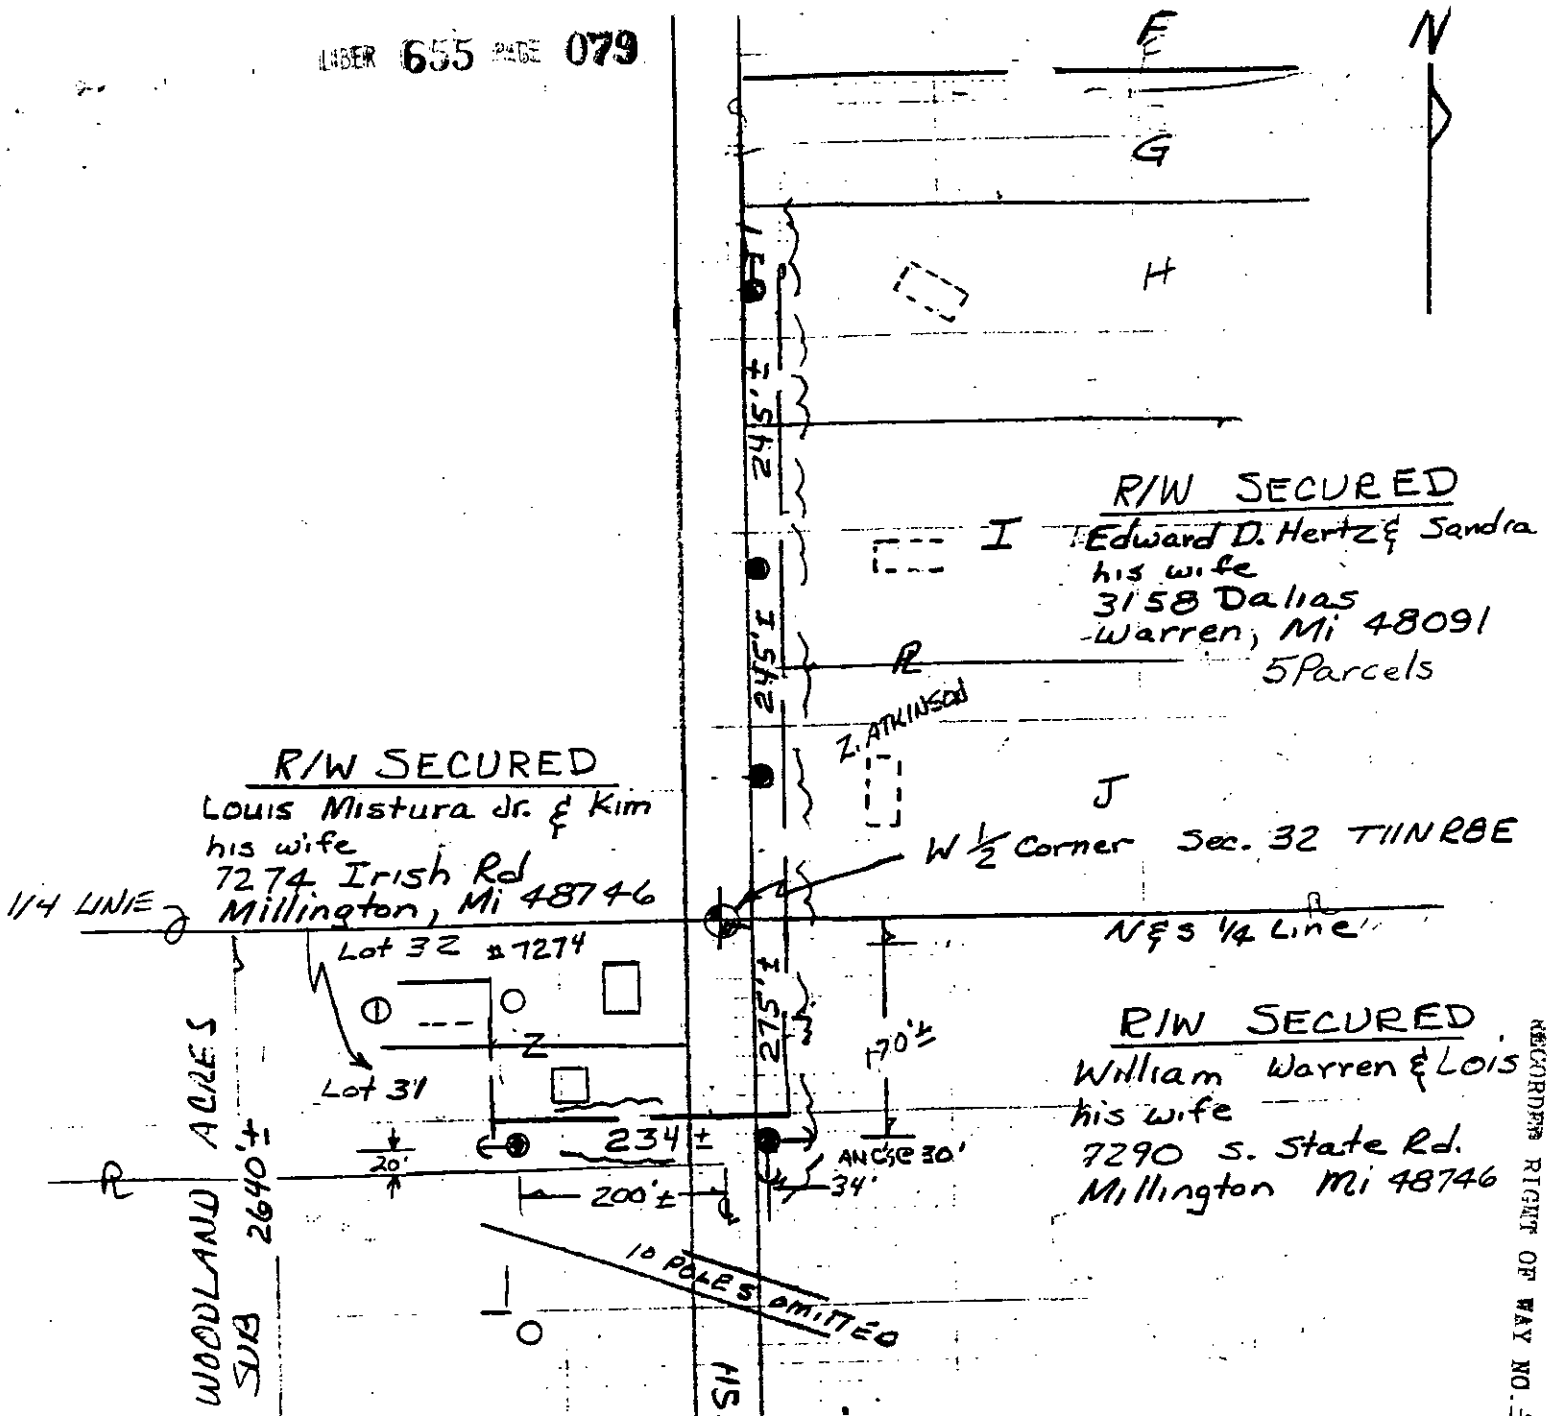 LIBER 655 PAGE 079
N
E
G
H
245'±
R/W SECURED
Edward D. Hertz & Sandra
his wife
3158 Dallas
Warren, Mi 48091
5 Parcels
I
245'±
Z. ATKINSON
J
R/W SECURED
Louis Mistura Jr. & Kim
his wife
7274 Irish Rd
Millington, Mi 48746
W 1/2 Corner Sec. 32 T11N R8E
1/4 LINE
N & S 1/4 Line
Lot 32 #7274
275'±
170'±
Z
Lot 31
R/W SECURED
William Warren & Lois
his wife
7290 S. State Rd.
Millington Mi 48746
234±
20'
ANC'S@ 30'
34'
200'±
10 POLES OMITTED
WOODLAND ACRES
SUB 2640'±
SH
RECORDED RIGHT OF WAY NO.